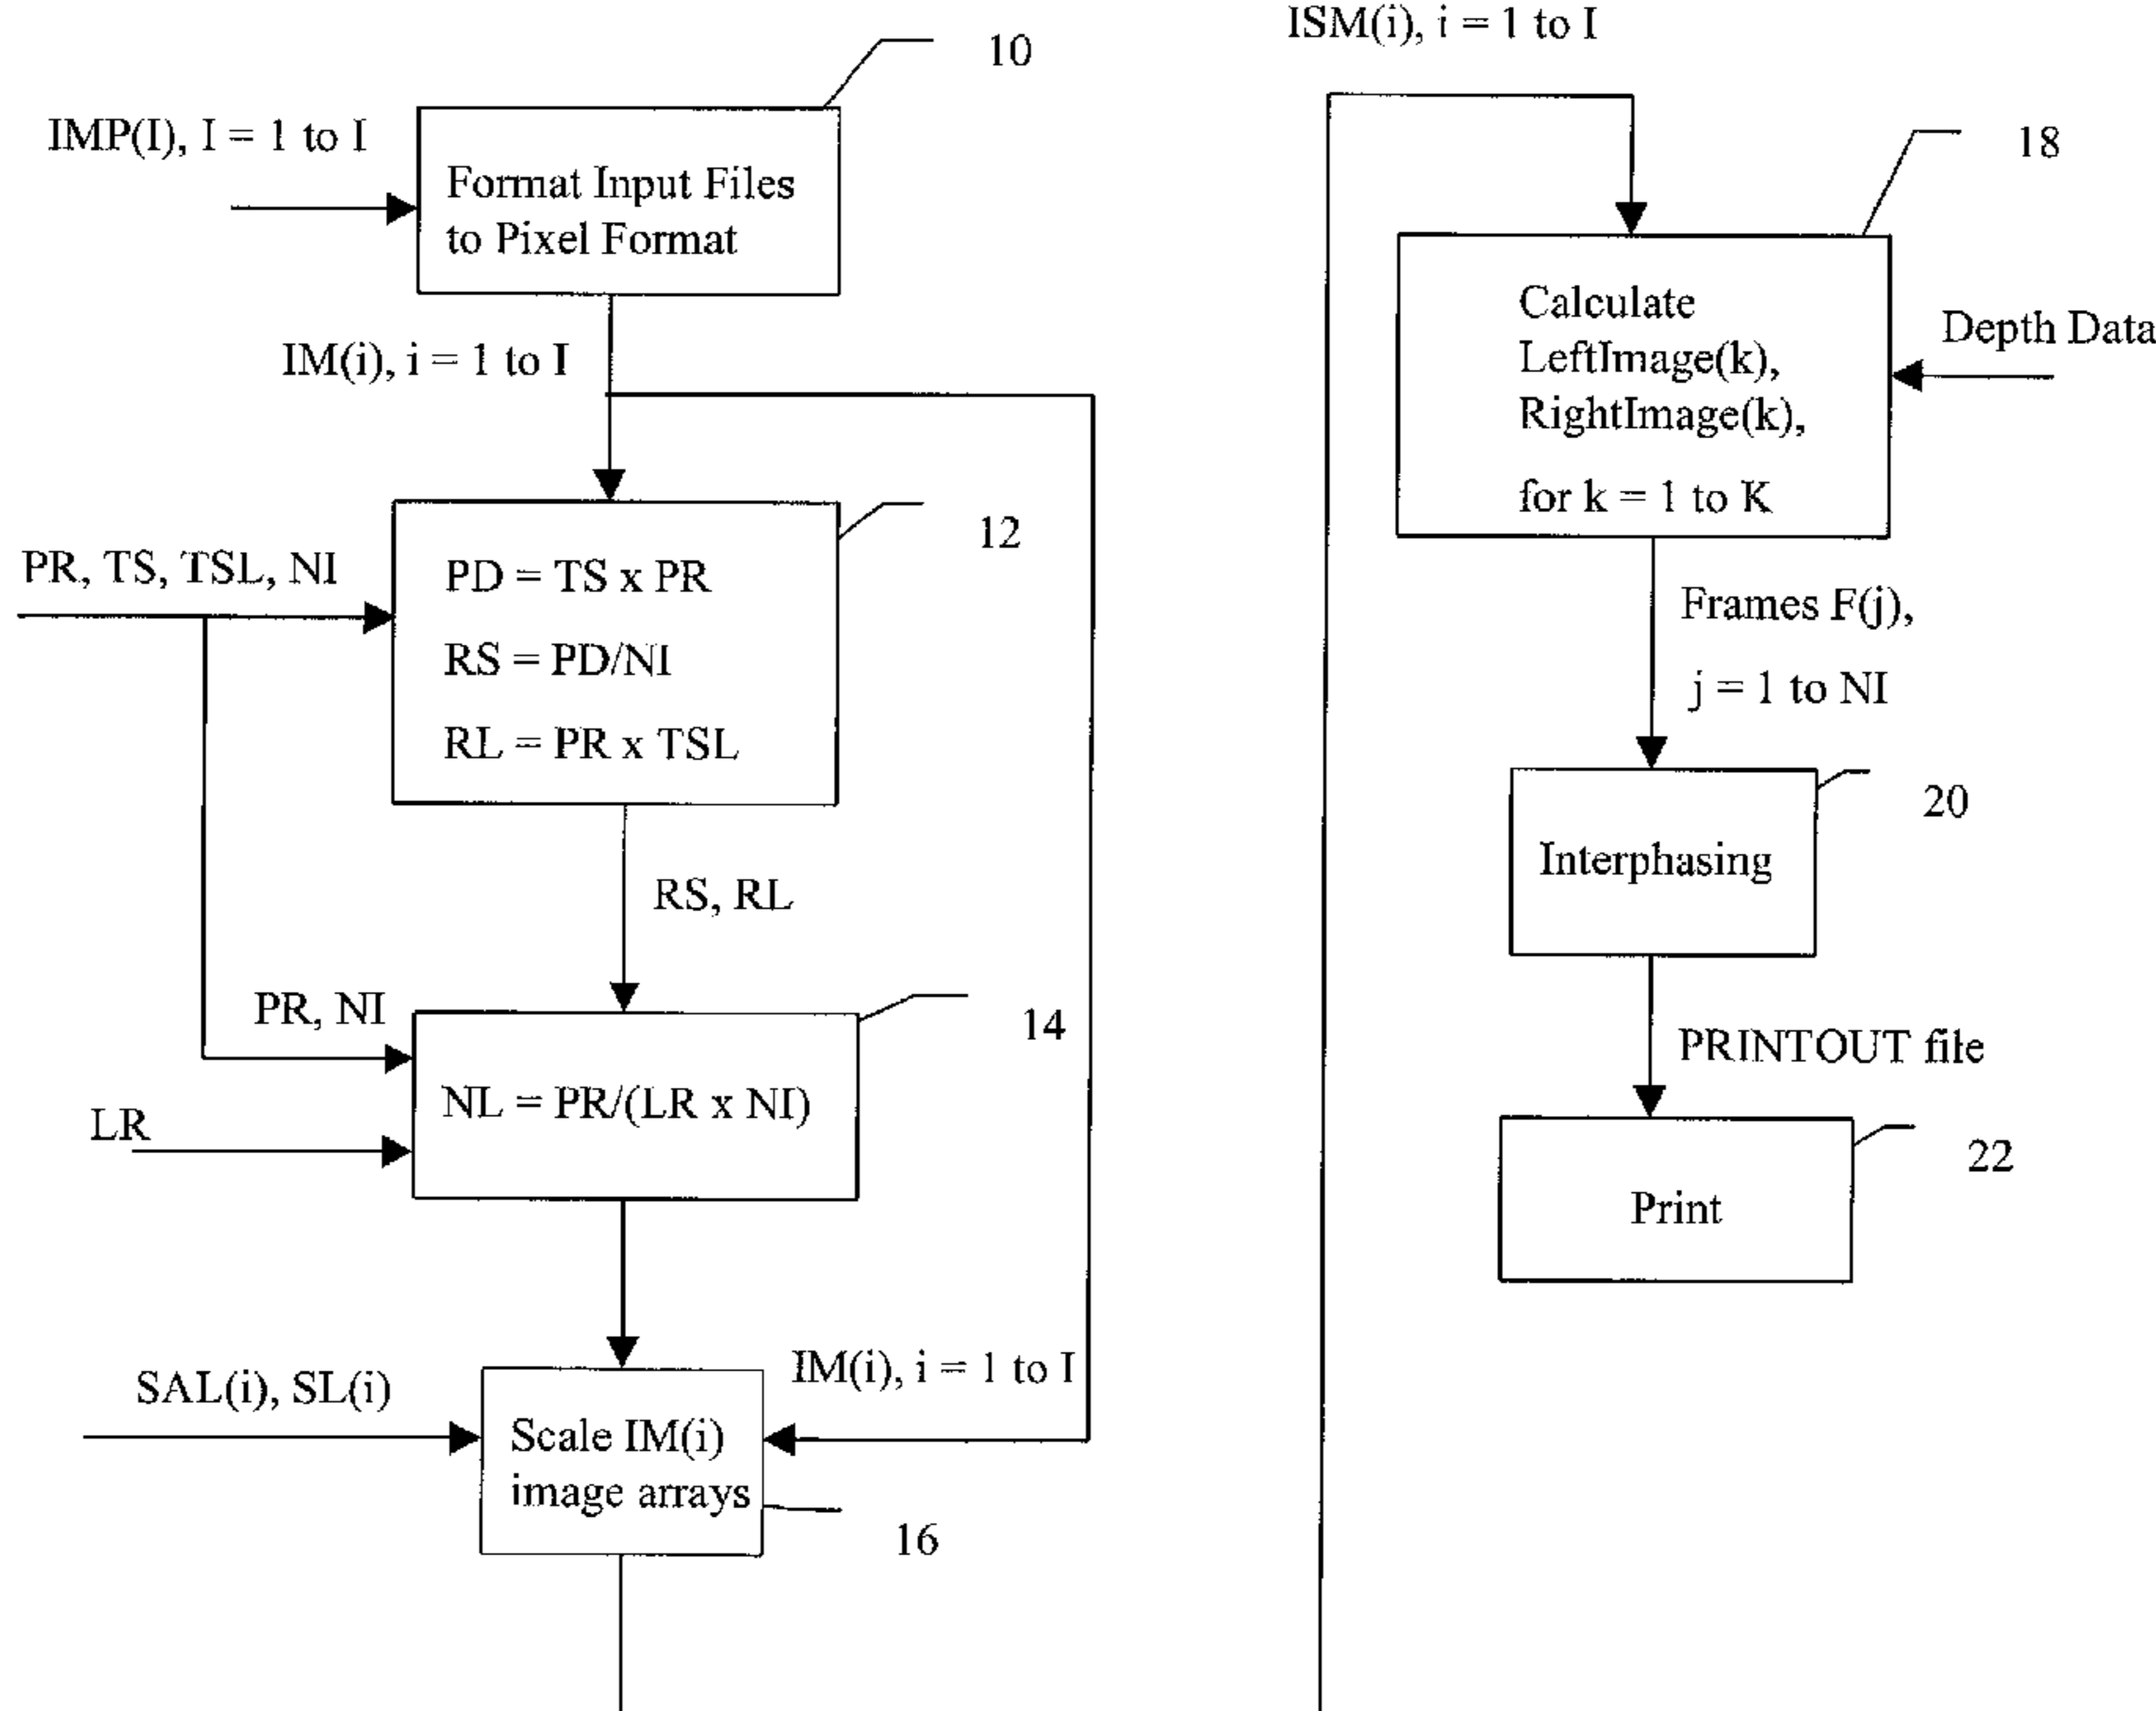 10
IMP(I), I = 1 to I
Format Input Files
to Pixel Format
IM(i), i = 1 to I
12
PR, TS, TSL, NI
PD = TS x PR
RS = PD/NI
RL = PR x TSL
RS, RL
PR, NI
14
NL = PR/(LR x NI)
LR
SAL(i), SL(i)
IM(i), i = 1 to I
Scale IM(i)
image arrays
16
ISM(i), i = 1 to I
18
Calculate
LeftImage(k),
RightImage(k),
for k = 1 to K
Depth Data
Frames F(j),
j = 1 to NI
20
Interphasing
PRINTOUT file
22
Print